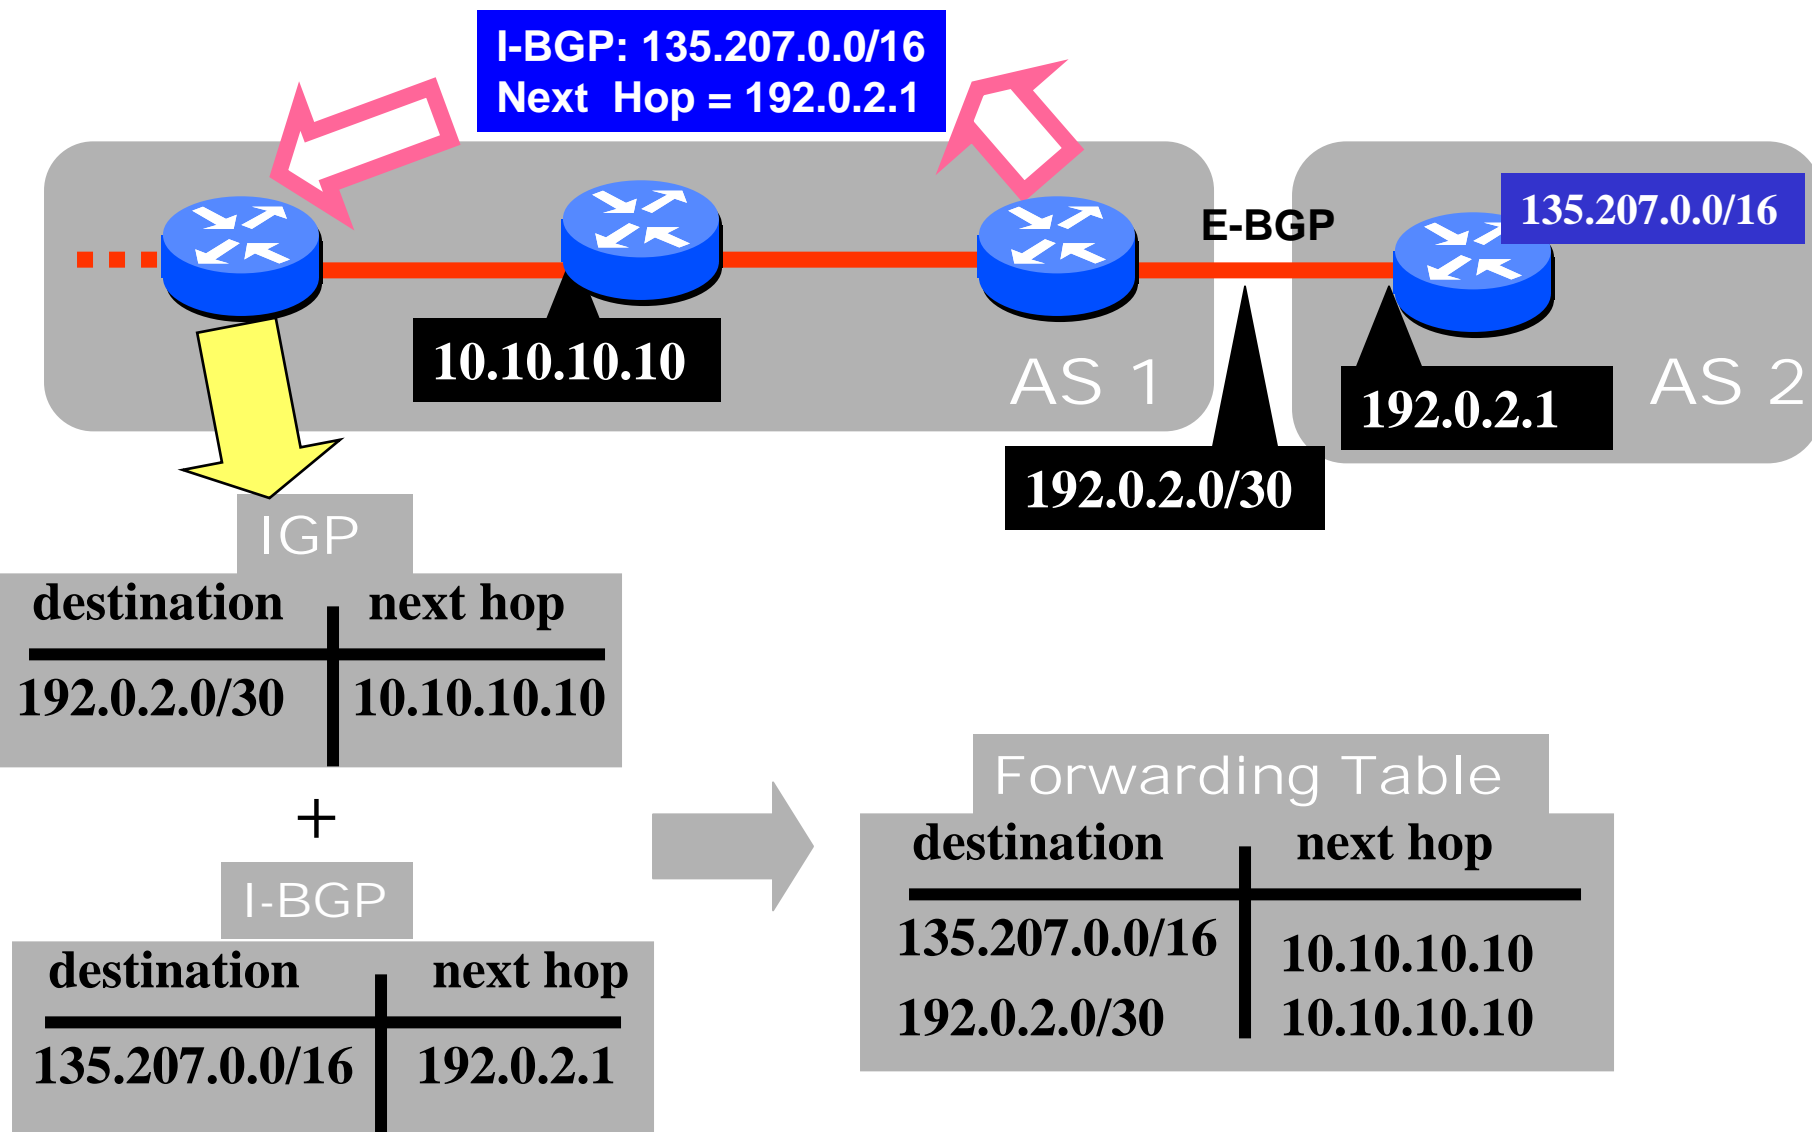 I-BGP: 135.207.0.0/16
Next Hop = 192.0.2.1
135.207.0.0/16
E-BGP
10.10.10.10
AS 1
192.0.2.1
AS 2
192.0.2.0/30
IGP
destination next hop
192.0.2.0/30 10.10.10.10
+
I-BGP
destination next hop
135.207.0.0/16 192.0.2.1
Forwarding Table
destination next hop
135.207.0.0/16 10.10.10.10
192.0.2.0/30 10.10.10.10